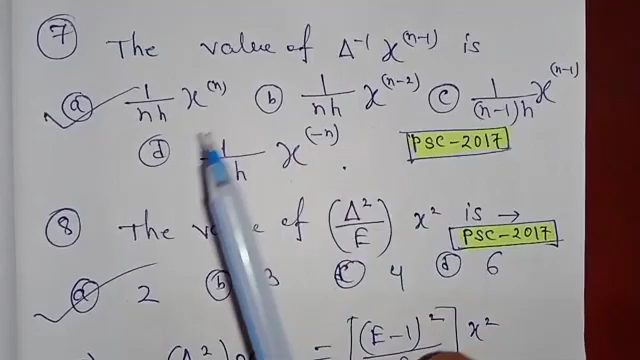 ⑦ The value of Δ⁻¹ x⁽ⁿ⁻¹⁾ is
ⓐ 1/nh x⁽ⁿ⁾ ⓑ 1/nh x⁽ⁿ⁻²⁾ ⓒ 1/(n-1)h x⁽ⁿ⁻¹⁾
ⓓ x⁽⁻ⁿ⁾ . PSC-2017
⑧ The value of (Δ²/E) x² is → PSC-2017
ⓐ 2 ⓑ 3 ⓒ 4 ⓓ 6
= [(E-1)² x²